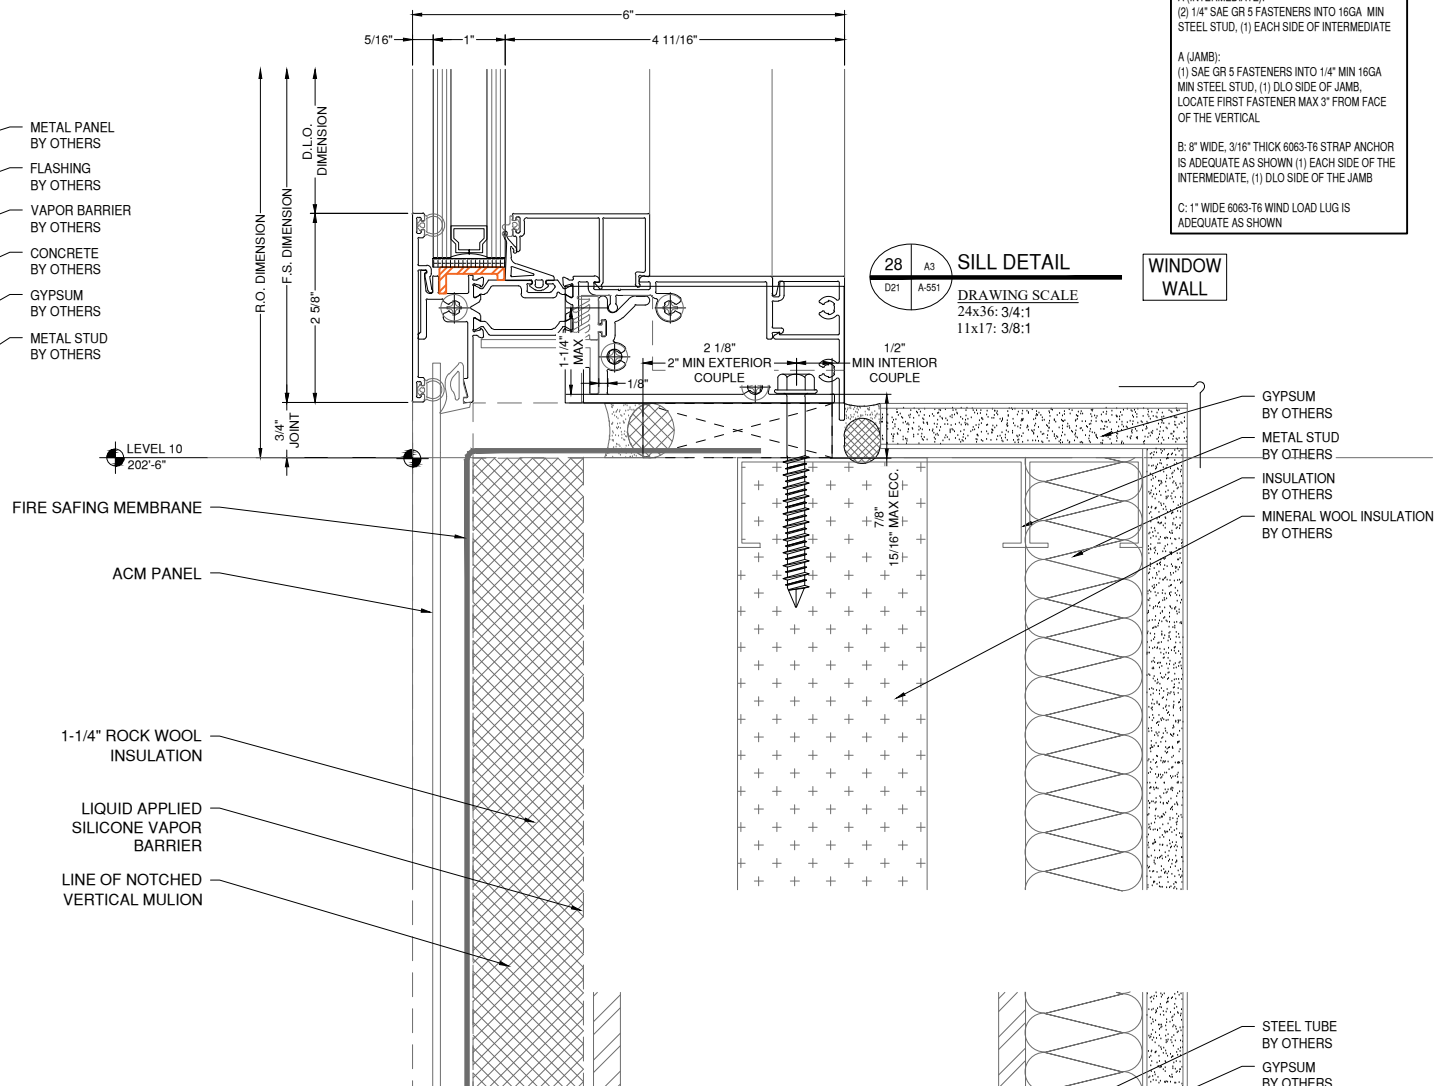 6"
5/16"
1"
4 11/16"
R.O. DIMENSION
F.S. DIMENSION
D.L.O.
DIMENSION
2 5/8"
3/4"
JOINT
METAL PANEL
BY OTHERS
FLASHING
BY OTHERS
VAPOR BARRIER
BY OTHERS
CONCRETE
BY OTHERS
GYPSUM
BY OTHERS
METAL STUD
BY OTHERS
(2) 1/4" SAE GR 5 FASTENERS INTO 16GA MIN
STEEL STUD, (1) EACH SIDE OF INTERMEDIATE
A (JAMB):
(1) SAE GR 5 FASTENERS INTO 1/4" MIN 16GA
MIN STEEL STUD, (1) DLO SIDE OF JAMB,
LOCATE FIRST FASTENER MAX 3" FROM FACE
OF THE VERTICAL
B: 8" WIDE, 3/16" THICK 6063-T6 STRAP ANCHOR
IS ADEQUATE AS SHOWN (1) EACH SIDE OF THE
INTERMEDIATE, (1) DLO SIDE OF THE JAMB
C: 1" WIDE 6063-T6 WIND LOAD LUG IS
ADEQUATE AS SHOWN
28
A3
D21
A-551
SILL DETAIL
DRAWING SCALE
24x36: 3/4:1
11x17: 3/8:1
WINDOW
WALL
1-1/4"
MAX
1/8"
2 1/8"
2" MIN EXTERIOR
COUPLE
1/2"
MIN INTERIOR
COUPLE
7/8"
15/16" MAX ECC.
LEVEL 10
202'-6"
FIRE SAFING MEMBRANE
ACM PANEL
1-1/4" ROCK WOOL
INSULATION
LIQUID APPLIED
SILICONE VAPOR
BARRIER
LINE OF NOTCHED
VERTICAL MULION
GYPSUM
BY OTHERS
METAL STUD
BY OTHERS
INSULATION
BY OTHERS
MINERAL WOOL INSULATION
BY OTHERS
STEEL TUBE
BY OTHERS
GYPSUM
BY OTHERS